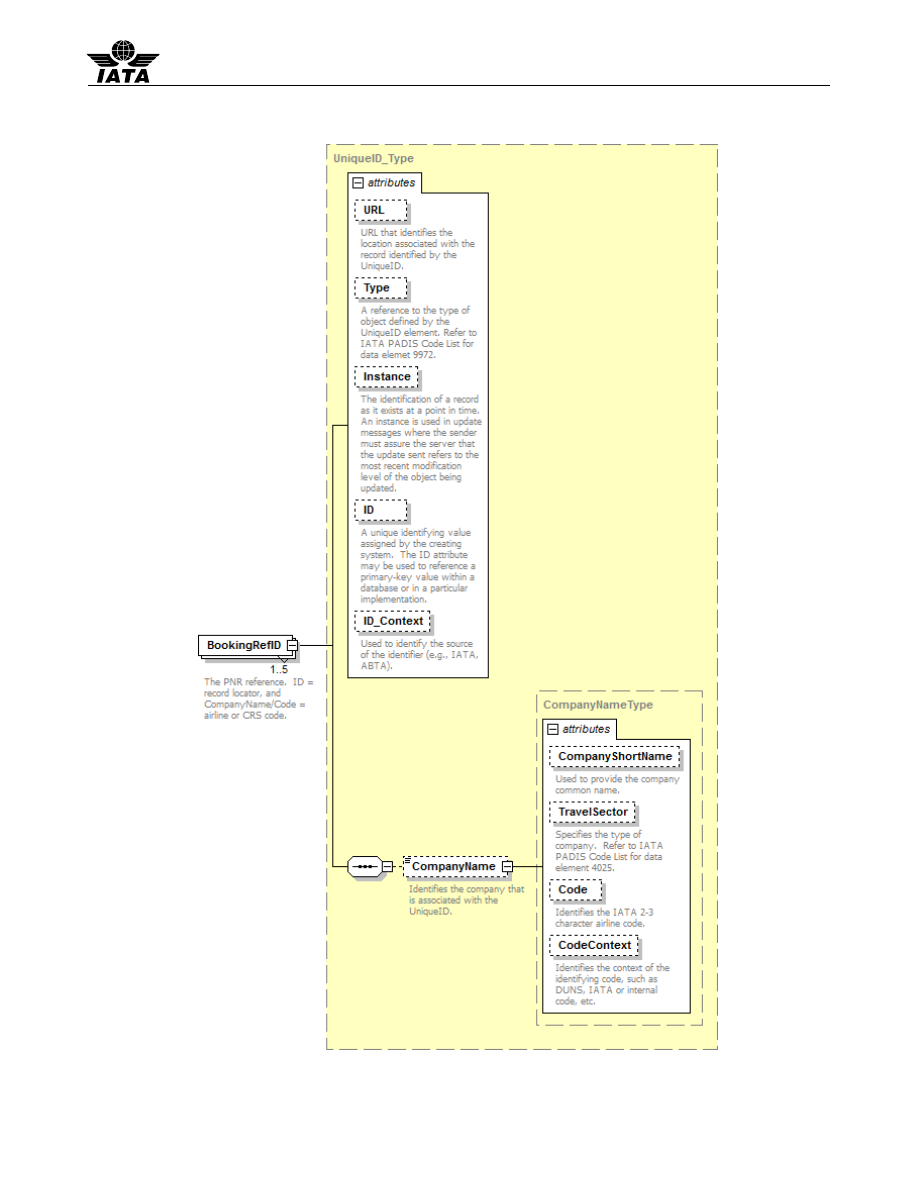 IATA
UniqueID_Type
attributes
URL
URL that identifies the
location associated with the
record identified by the
UniqueID.
Type
A reference to the type of
object defined by the
UniqueID element. Refer to
IATA PADIS Code List for
data elemet 9972.
Instance
The identification of a record
as it exists at a point in time.
An instance is used in update
messages where the sender
must assure the server that
the update sent refers to the
most recent modification
level of the object being
updated.
ID
A unique identifying value
assigned by the creating
system.  The ID attribute
may be used to reference a
primary-key value within a
database or in a particular
implementation.
ID_Context
Used to identify the source
of the identifier (e.g., IATA,
ABTA).
BookingRefID
1..5
The PNR reference.  ID =
record locator, and
CompanyName/Code =
airline or CRS code.
CompanyName
Identifies the company that
is associated with the
UniqueID.
CompanyNameType
attributes
CompanyShortName
Used to provide the company
common name.
TravelSector
Specifies the type of
company.  Refer to IATA
PADIS Code List for data
element 4025.
Code
Identifies the IATA 2-3
character airline code.
CodeContext
Identifies the context of the
identifying code, such as
DUNS, IATA or internal
code, etc.